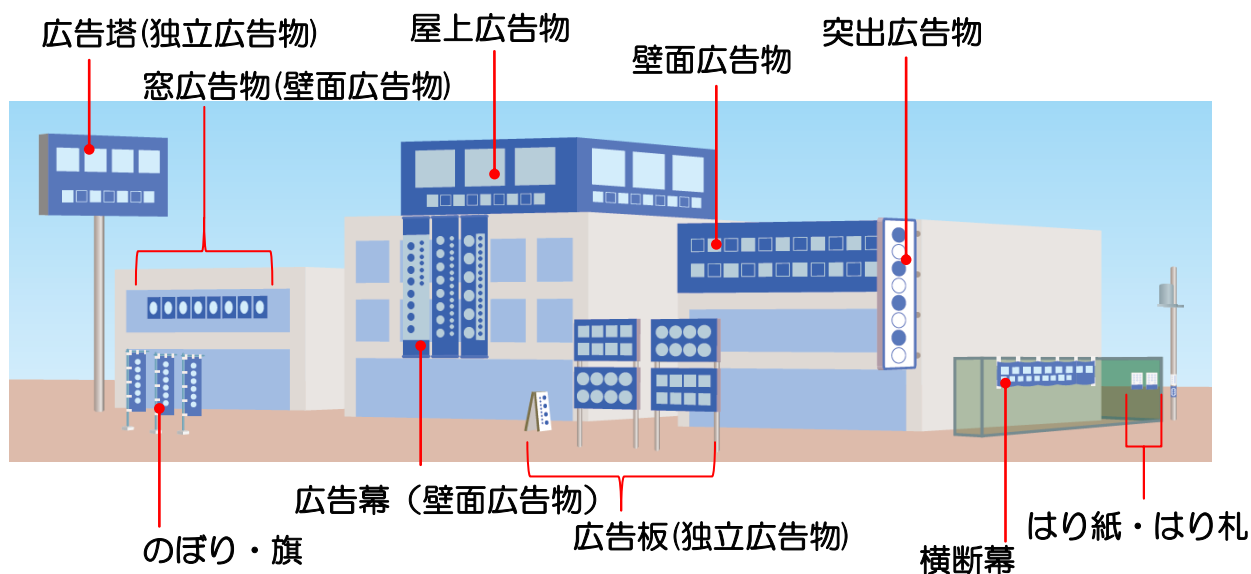 広告塔(独立広告物)
屋上広告物
突出広告物
壁面広告物
窓広告物(壁面広告物)
広告幕（壁面広告物）
のぼり・旗
広告板(独立広告物)
はり紙・はり札
横断幕